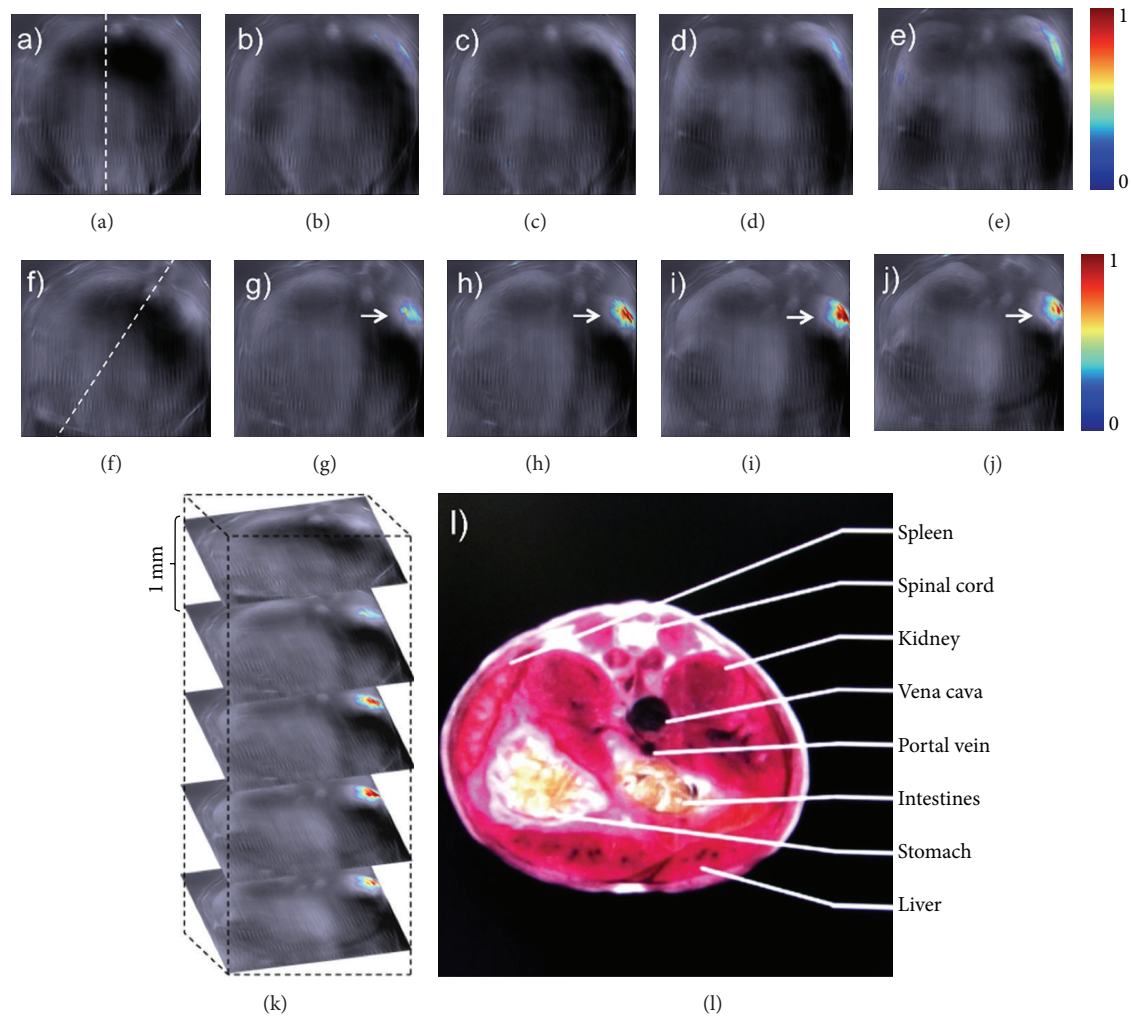 a)
b)
c)
d)
e)
1
0
(a)
(b)
(c)
(d)
(e)
f)
g)
h)
i)
j)
1
0
(f)
(g)
(h)
(i)
(j)
1 mm
(k)
l)
Spleen
Spinal cord
Kidney
Vena cava
Portal vein
Intestines
Stomach
Liver
(l)